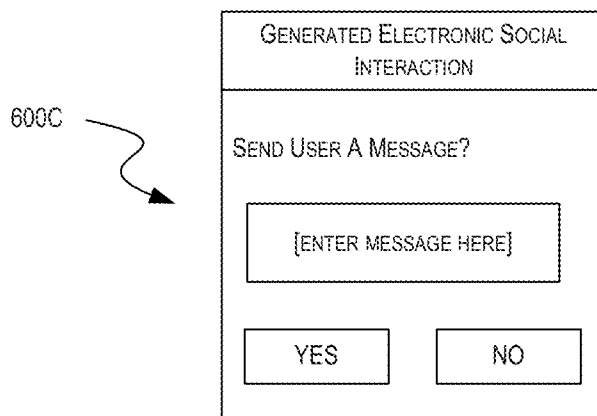 GENERATED ELECTRONIC SOCIAL
INTERACTION
600C
SEND USER A MESSAGE?
[ENTER MESSAGE HERE]
YES NO